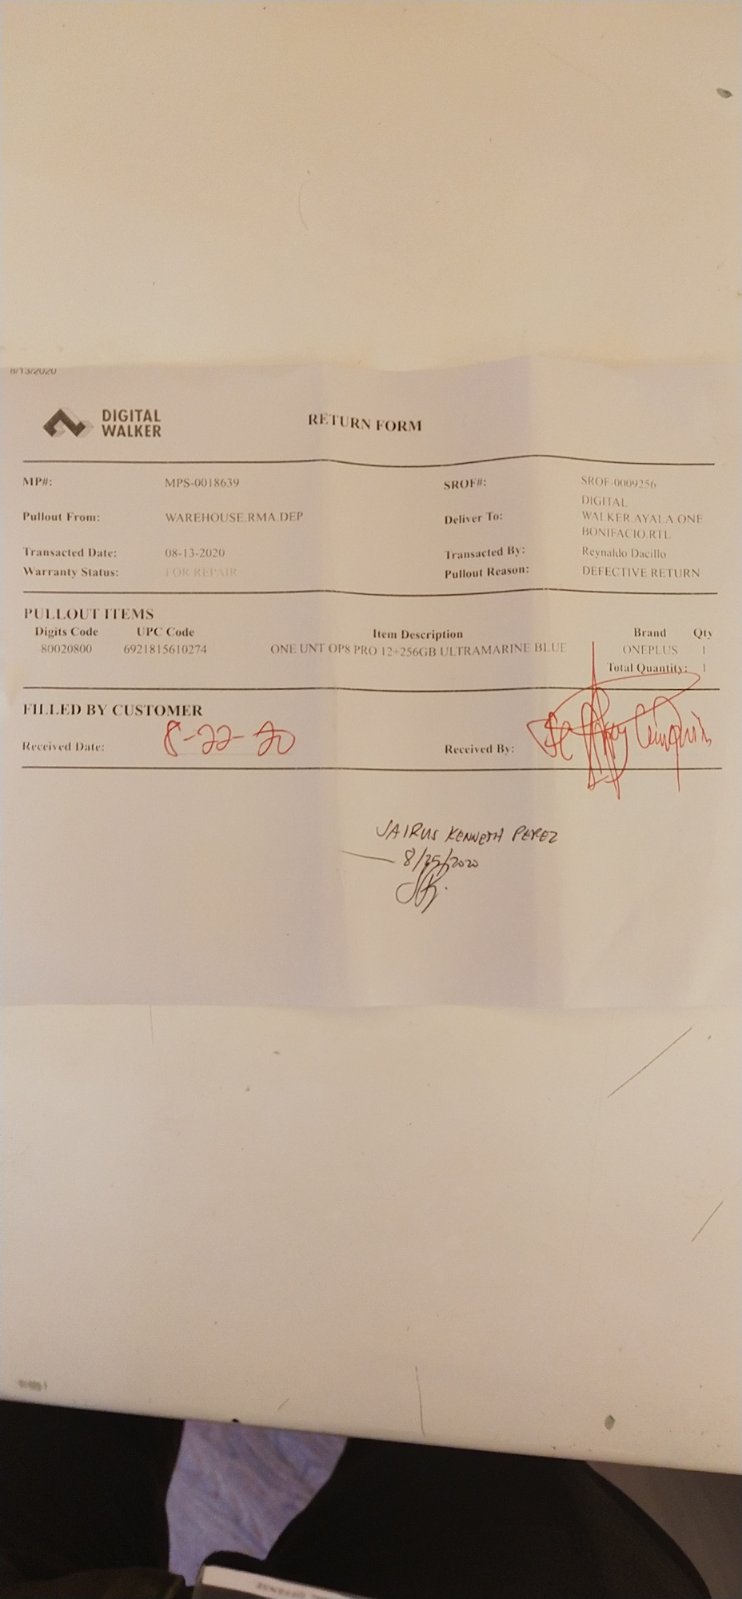 8/13/2020
DIGITAL
WALKER
RETURN FORM
MP#: MPS-0018639 SROF#: SROF-0009256
Pullout From: WAREHOUSE.RMA.DEP Deliver To: DIGITAL
WALKER.AYALA.ONE
BONIFACIO.RTL
Transacted Date: 08-13-2020 Transacted By: Reynaldo Dacillo
Warranty Status: FOR REPAIR Pullout Reason: DEFECTIVE RETURN
PULLOUT ITEMS
Digits Code UPC Code Item Description Brand Qty
80020800 6921815610274 ONE UNT OP8 PRO 12+256GB ULTRAMARINE BLUE ONEPLUS 1
Total Quantity: 1
FILLED BY CUSTOMER
Received Date: 8-22-20 Received By:
JAIRUS KENNETH PEREZ
8/25/2020